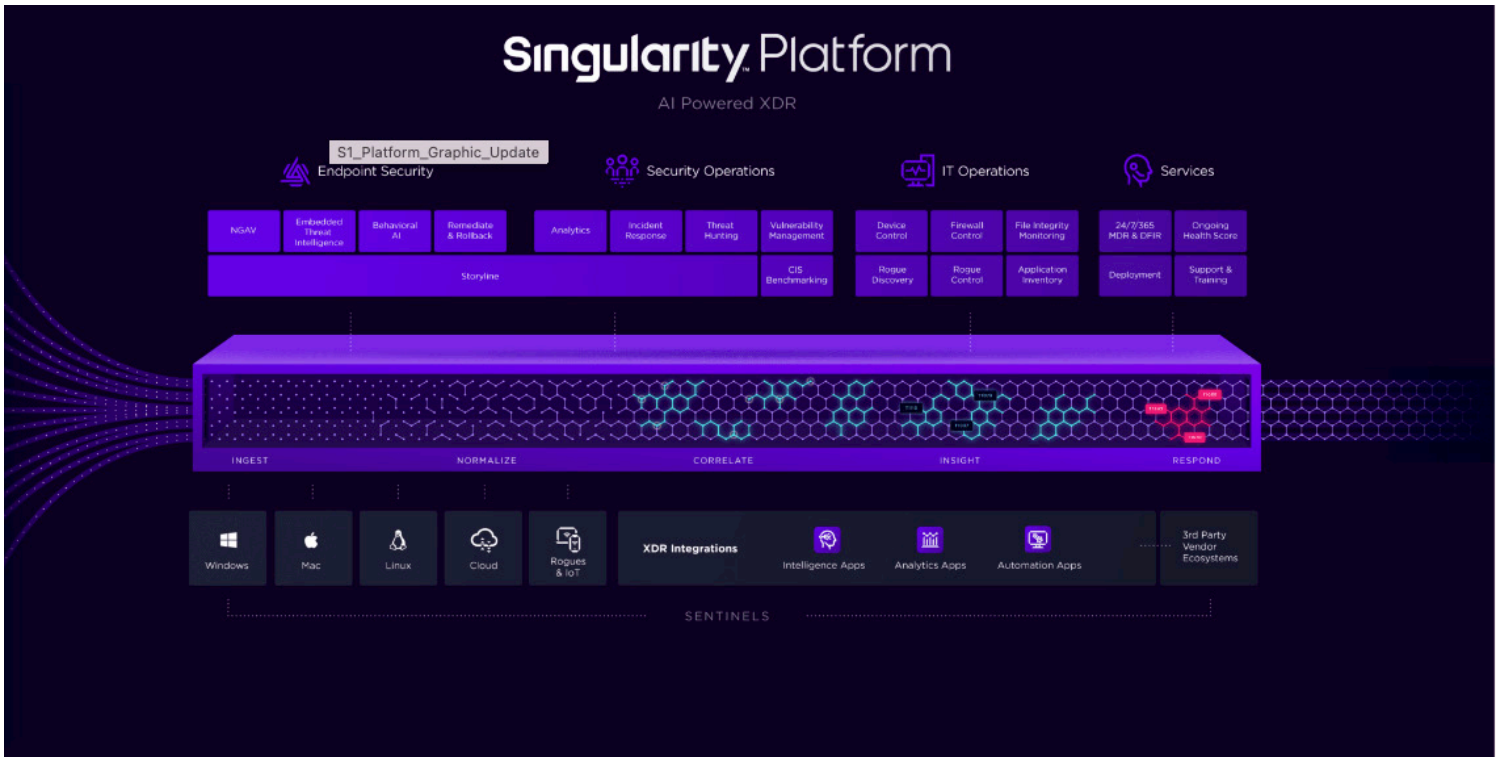 Singularity™ Platform
AI Powered XDR
S1_Platform_Graphic_Update
Endpoint Security
Security Operations
IT Operations
Services
NGAV
Embedded
Threat
Intelligence
Behavioral
AI
Remediate
& Rollback
Analytics
Incident
Response
Threat
Hunting
Vulnerability
Management
Device
Control
Firewall
Control
File Integrity
Monitoring
24/7/365
MDR & DFIR
Ongoing
Health Score
Storyline
CIS
Benchmarking
Rogue
Discovery
Rogue
Control
Application
Inventory
Deployment
Support &
Training
INGEST
NORMALIZE
CORRELATE
INSIGHT
RESPOND
Windows
Mac
Linux
Cloud
Rogues
& IoT
XDR Integrations
Intelligence Apps
Analytics Apps
Automation Apps
3rd Party
Vendor
Ecosystems
SENTINELS